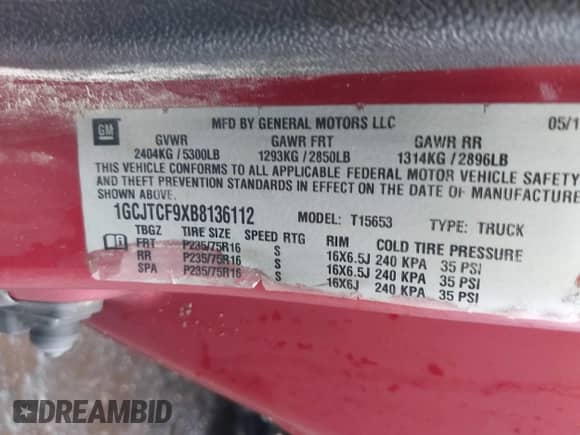 MFD BY GENERAL MOTORS LLC 05/1
GM
GVWR GAWR FRT GAWR RR
2404KG / 5300LB 1293KG / 2850LB 1314KG / 2896LB
THIS VEHICLE CONFORMS TO ALL APPLICABLE FEDERAL MOTOR VEHICLE SAFETY
AND THEFT PREVENTION STANDARDS IN EFFECT ON THE DATE OF MANUFACTURE
SHOWN ABOVE.
1GCJTCF9XB8136112 MODEL: T15653 TYPE: TRUCK
TBGZ TIRE SIZE SPEED RTG RIM COLD TIRE PRESSURE
FRT P235/75R16 S 16X6.5J 240 KPA 35 PSI
RR P235/75R16 S 16X6.5J 240 KPA 35 PSI
SPA P235/75R16 S 16X6J 240 KPA 35 PSI
DREAMBID